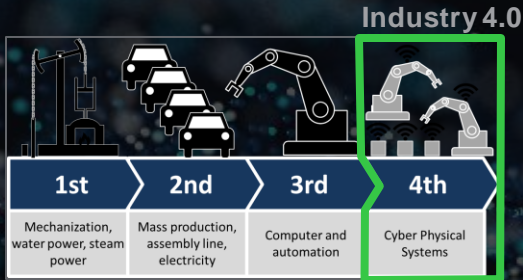 Industry 4.0
1st
2nd
3rd
4th
Mechanization,
water power, steam
power
Mass production,
assembly line,
electricity
Computer and
automation
Cyber Physical
Systems